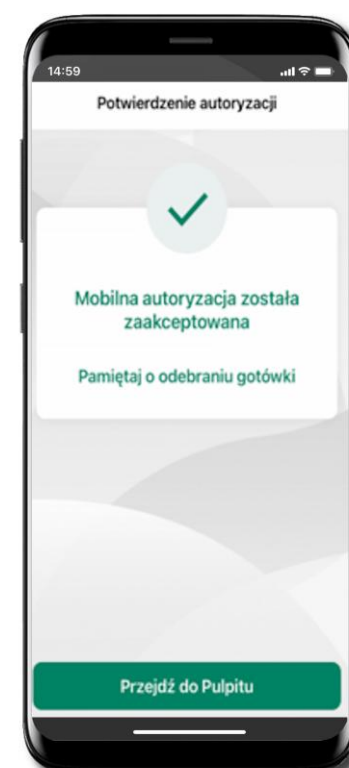 14:59
Potwierdzenie autoryzacji
Mobilna autoryzacja została
zaakceptowana
Pamiętaj o odebraniu gotówki
Przejdź do Pulpitu